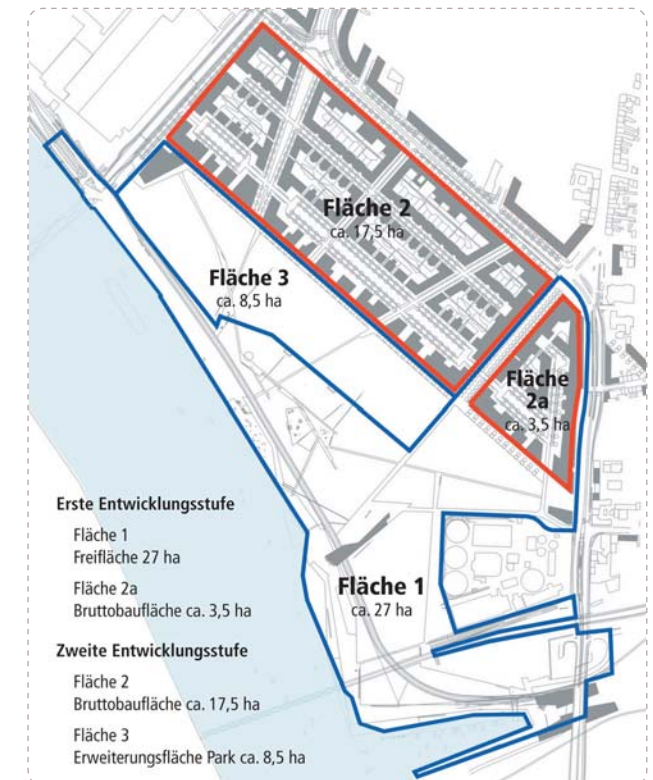 Fläche 2
ca. 17,5 ha
Fläche 3
ca. 8,5 ha
Fläche
2a
ca. 3,5 ha
Fläche 1
ca. 27 ha
Erste Entwicklungsstufe
Fläche 1
Freifläche 27 ha
Fläche 2a
Bruttobaufläche ca. 3,5 ha
Zweite Entwicklungsstufe
Fläche 2
Bruttobaufläche ca. 17,5 ha
Fläche 3
Erweiterungsfläche Park ca. 8,5 ha